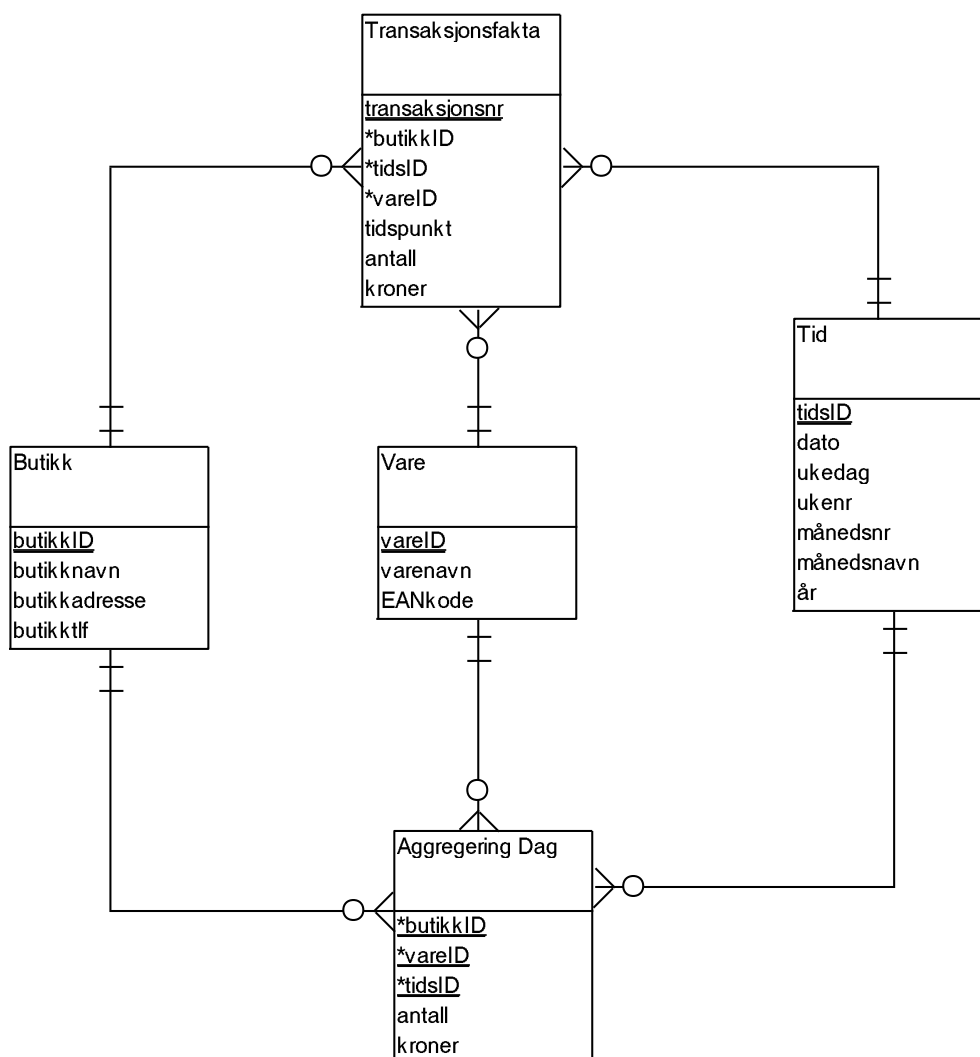 Transaksjonsfakta
transaksjonsnr
*butikkID
*tidsID
*vareID
tidspunkt
antall
kroner
Tid
tidsID
dato
ukedag
ukenr
månedsnr
månedsnavn
år
Butikk
butikkID
butikknavn
butikkadresse
butikktlf
Vare
vareID
varenavn
EANkode
Aggregering Dag
*butikkID
*vareID
*tidsID
antall
kroner